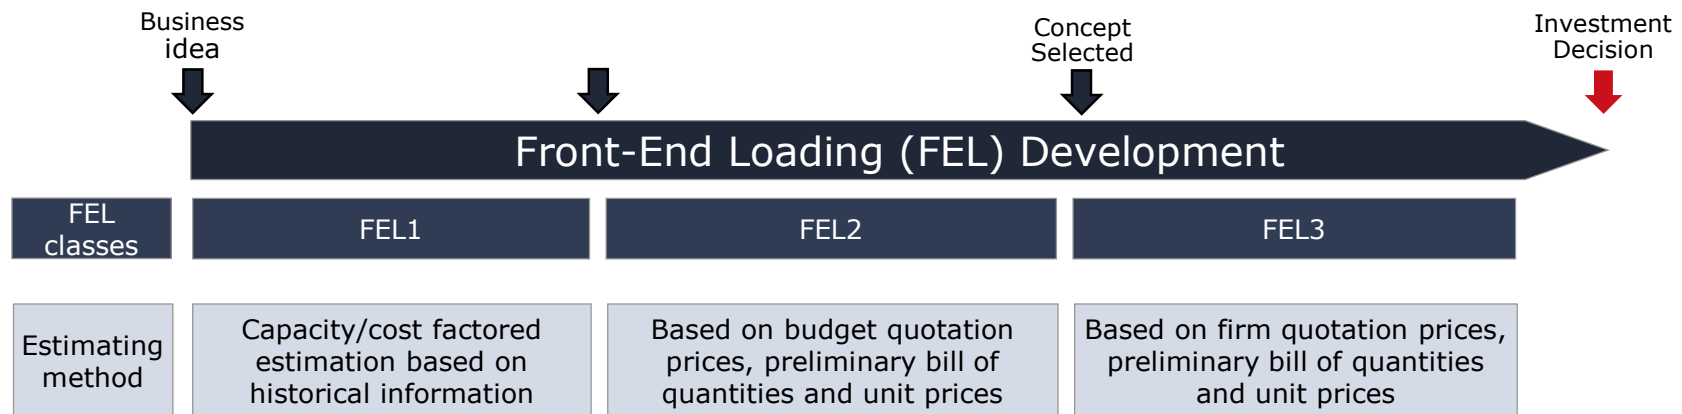 Business
idea
Concept
Selected
Investment
Decision
Front-End Loading (FEL) Development
FEL
classes
FEL1
FEL2
FEL3
Estimating
method
Capacity/cost factored
estimation based on
historical information
Based on budget quotation
prices, preliminary bill of
quantities and unit prices
Based on firm quotation prices,
preliminary bill of quantities
and unit prices